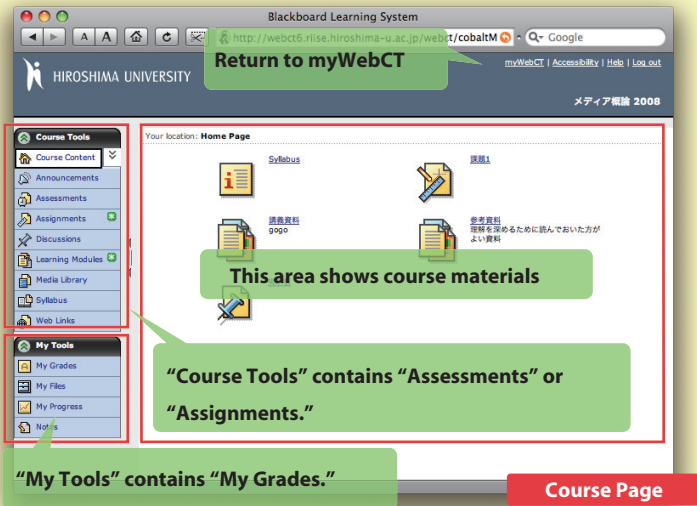 Blackboard Learning System
A A
http://webct6.riise.hiroshima-u.ac.jp/webct/cobaltM
Google
Return to myWebCT
myWebCT | Accessibility | Help | Log out
HIROSHIMA UNIVERSITY
メディア概論 2008
Course Tools
Course Content
Announcements
Assessments
Assignments
Discussions
Learning Modules
Media Library
Syllabus
Web Links
My Tools
My Grades
My Files
My Progress
Notes
Your location: Home Page
Syllabus
課題1
講義資料
gogo
参考資料
理解を深めるために読んでおいた方が
よい資料
This area shows course materials
“Course Tools” contains “Assessments” or
“Assignments.”
“My Tools” contains “My Grades.”
Course Page